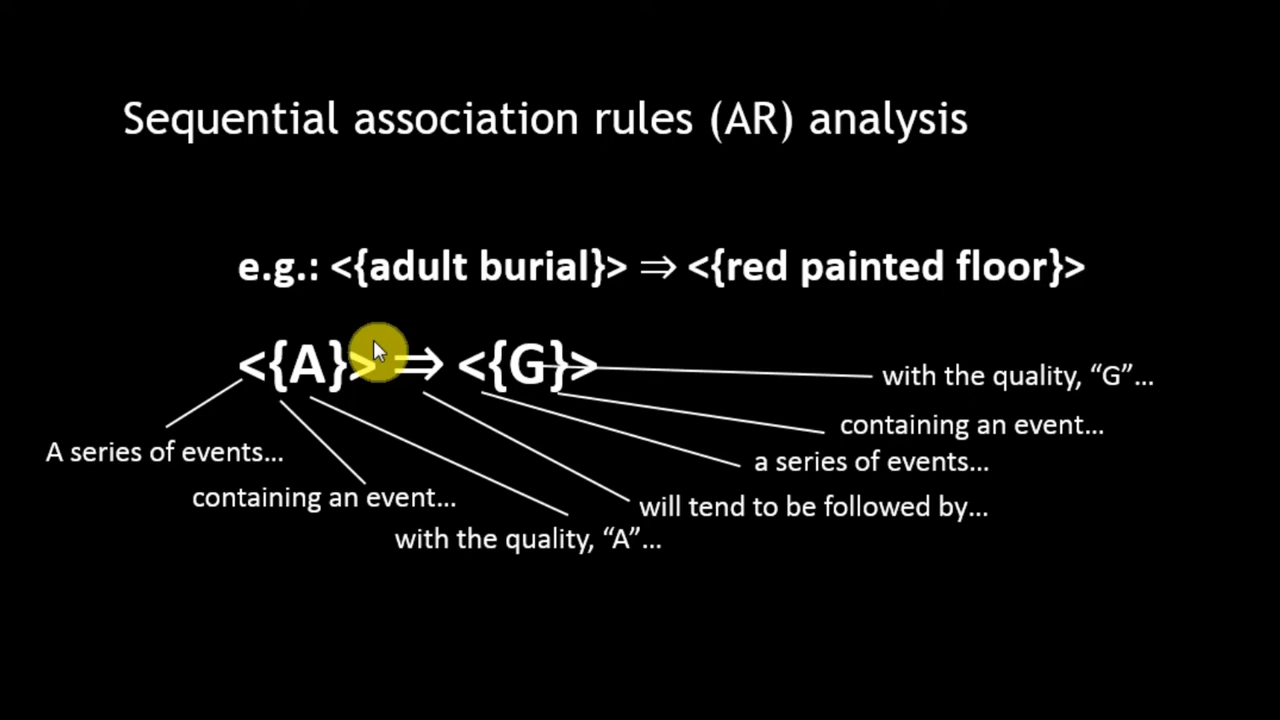 Sequential association rules (AR) analysis
e.g.: <{adult burial}> ⇒ <{red painted floor}>
<{A}> ⇒ <{G}>
with the quality, “G”…
containing an event…
A series of events…
a series of events…
containing an event…
will tend to be followed by…
with the quality, “A”…